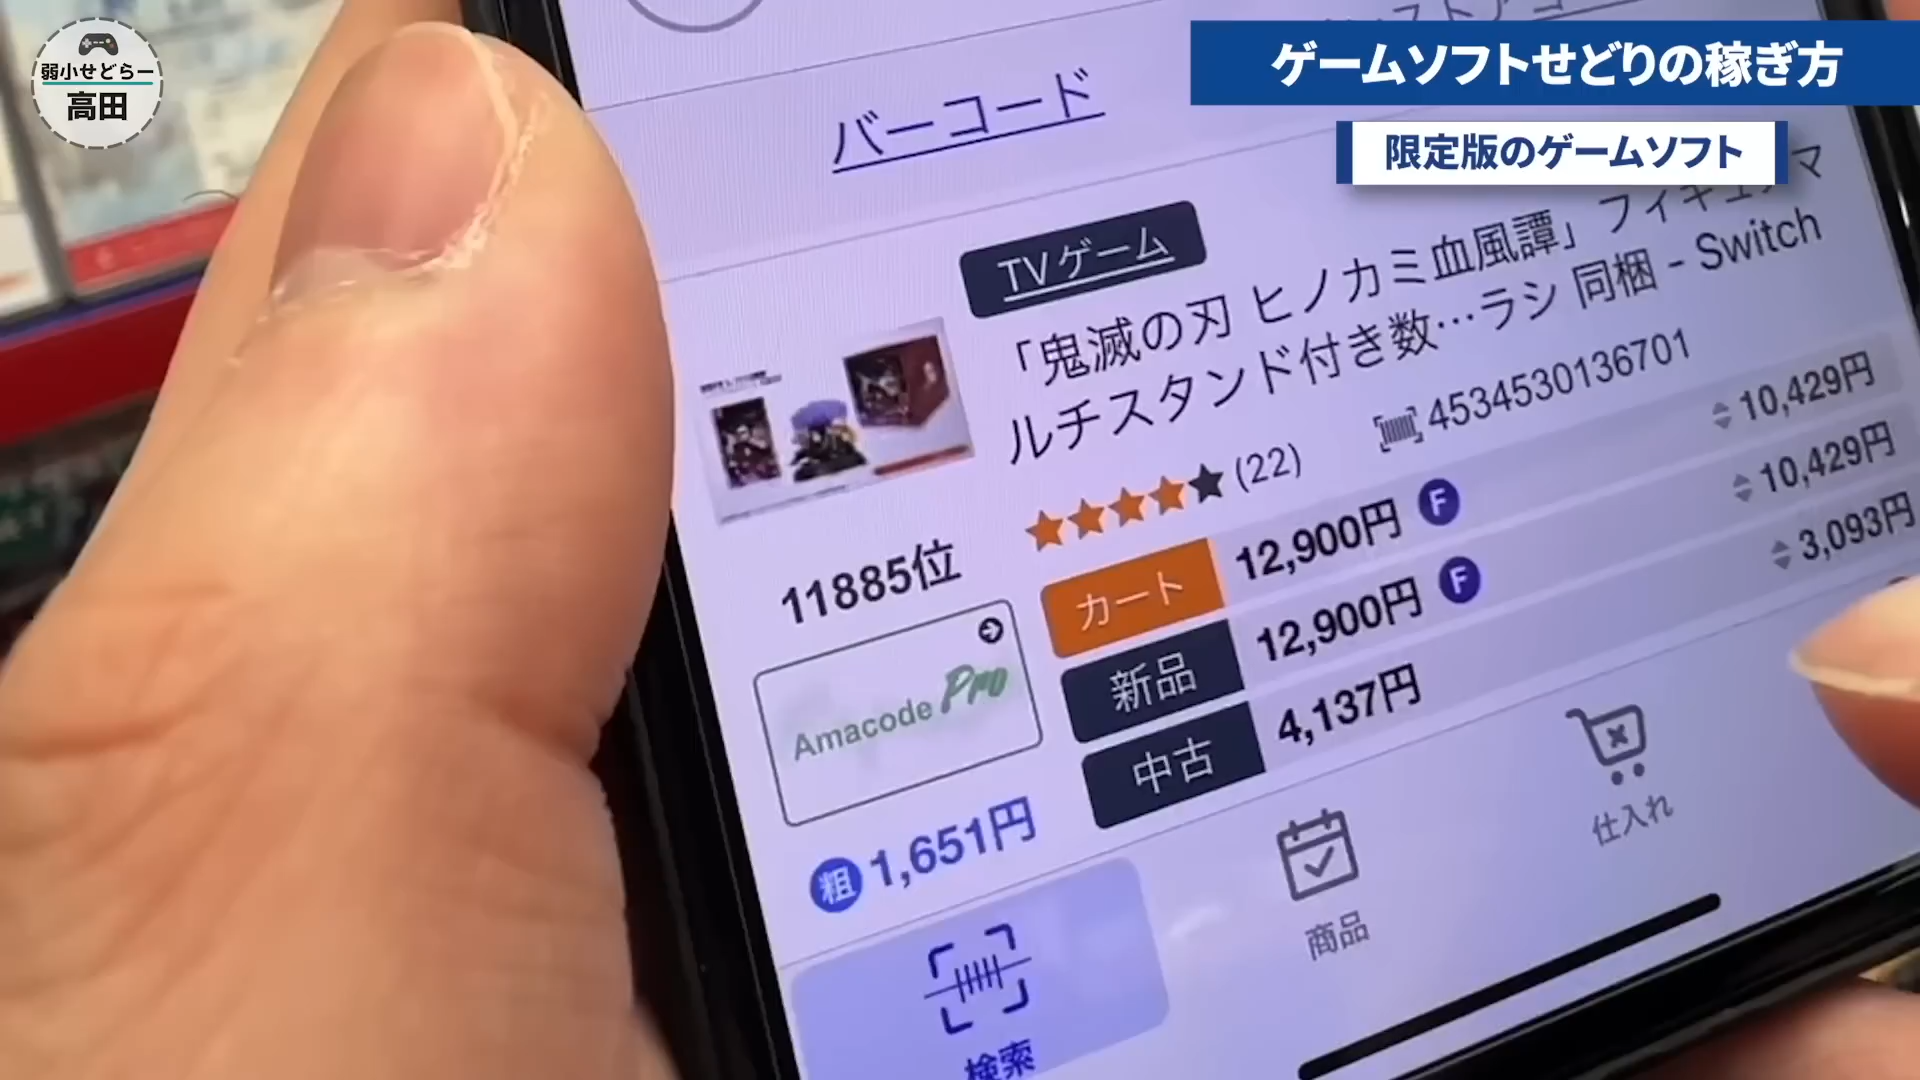 弱小せどらー
高田
ゲームソフトせどりの稼ぎ方
限定版のゲームソフト
バーコード
TVゲーム
「鬼滅の刃 ヒノカミ血風譚」フィギュアマ
ルチスタンド付き数…ラシ 同梱 - Switch
4534530136701
(22)
11885位
カート 12,900円 F 10,429円
新品 12,900円 F 10,429円
中古 4,137円 3,093円
Amacode Pro
粗 1,651円
検索
商品
仕入れ